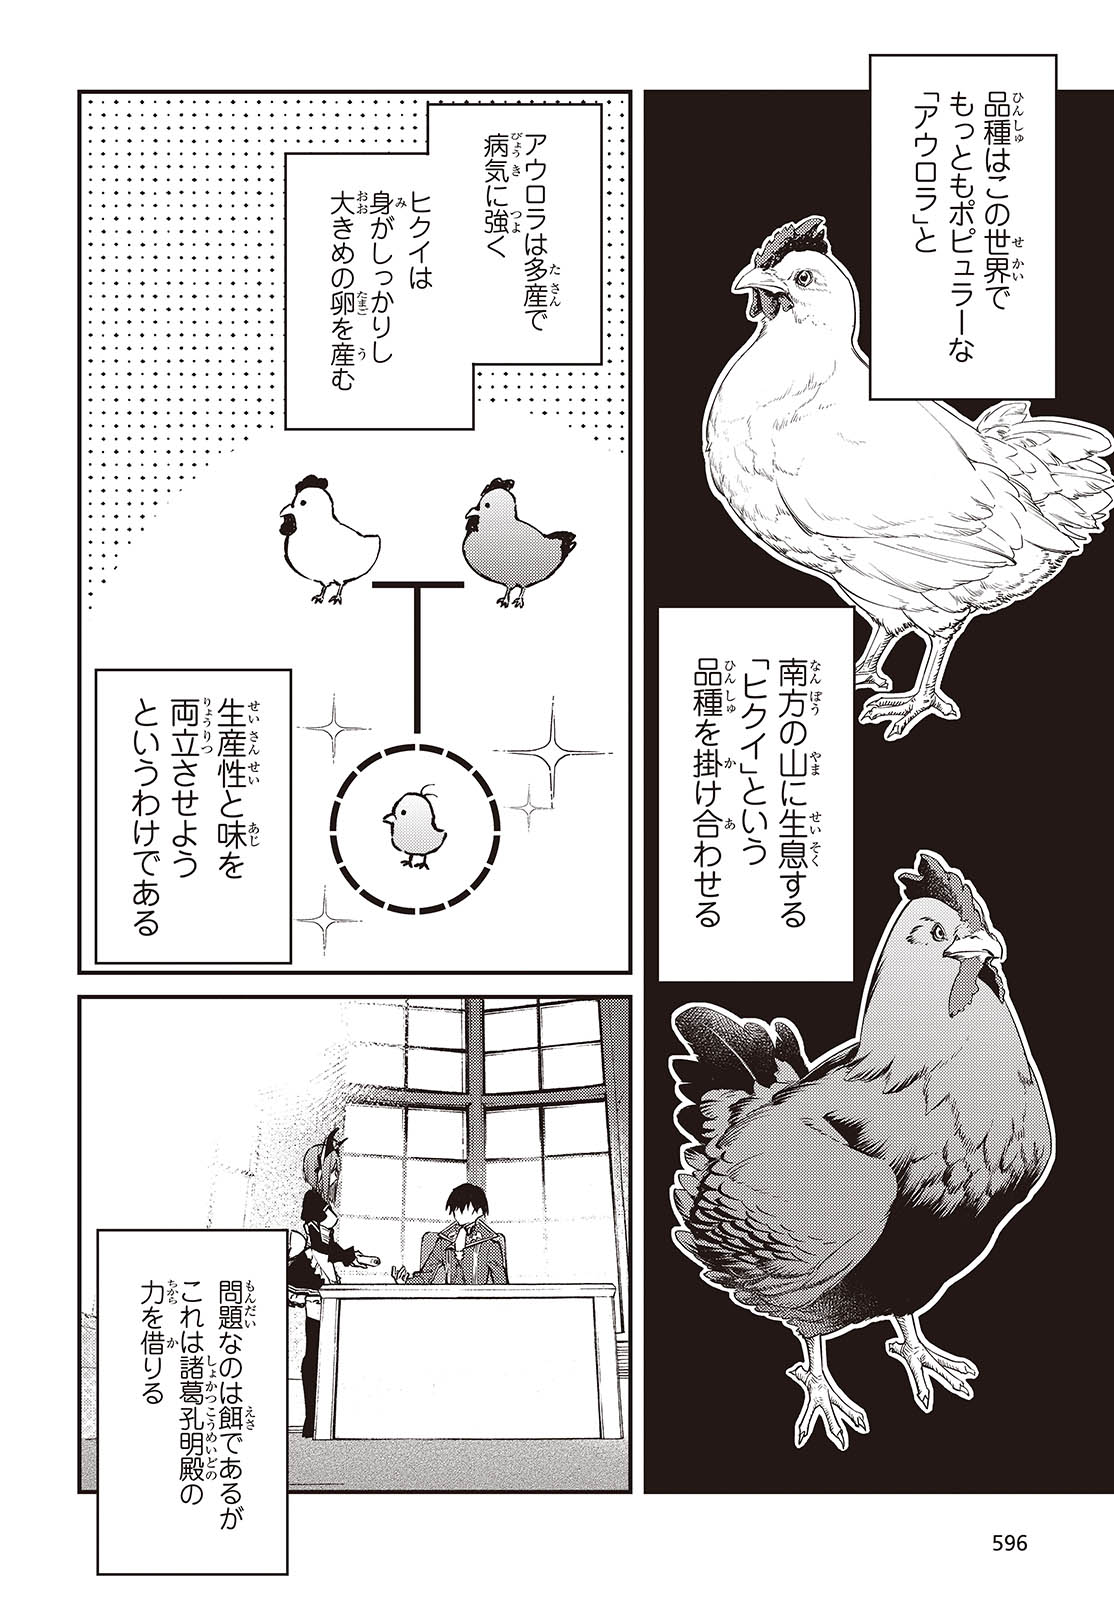 品種はこの世界で
もっともポピュラーな
「アウロラ」と
南方の山に生息する
「ヒクイ」という
品種を掛け合わせる
アウロラは多産で
病気に強く
ヒクイは
身がしっかりし
大きめの卵を産む
生産性と味を
両立させよう
というわけである
問題なのは餌であるが
これは諸葛孔明殿の
力を借りる
596